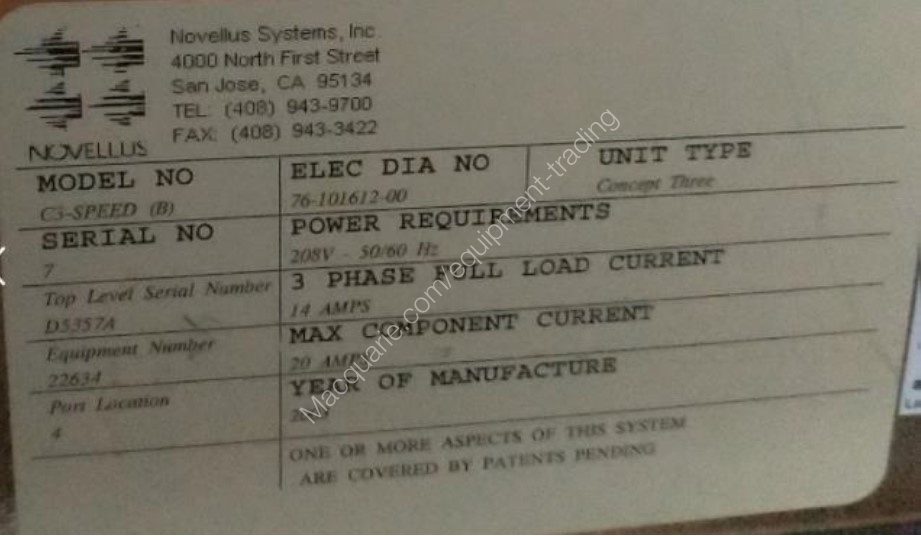 Novellus Systems, Inc
4000 North First Street
San Jose, CA 95134
TEL: (408) 943-9700
FAX: (408) 943-3422
NOVELLUS
MODEL NO
C3-SPEED (B)
ELEC DIA NO
76-101612-00
UNIT TYPE
Concept Three
SERIAL NO
7
POWER REQUIREMENTS
208V - 50/60 Hz
Top Level Serial Number
D5357A
3 PHASE FULL LOAD CURRENT
14 AMPS
Equipment Number
22634
MAX COMPONENT CURRENT
20 AMPS
Port Location
4
YEAR OF MANUFACTURE
ONE OR MORE ASPECTS OF THIS SYSTEM
ARE COVERED BY PATENTS PENDING
Macquarie.com/equipment-trading